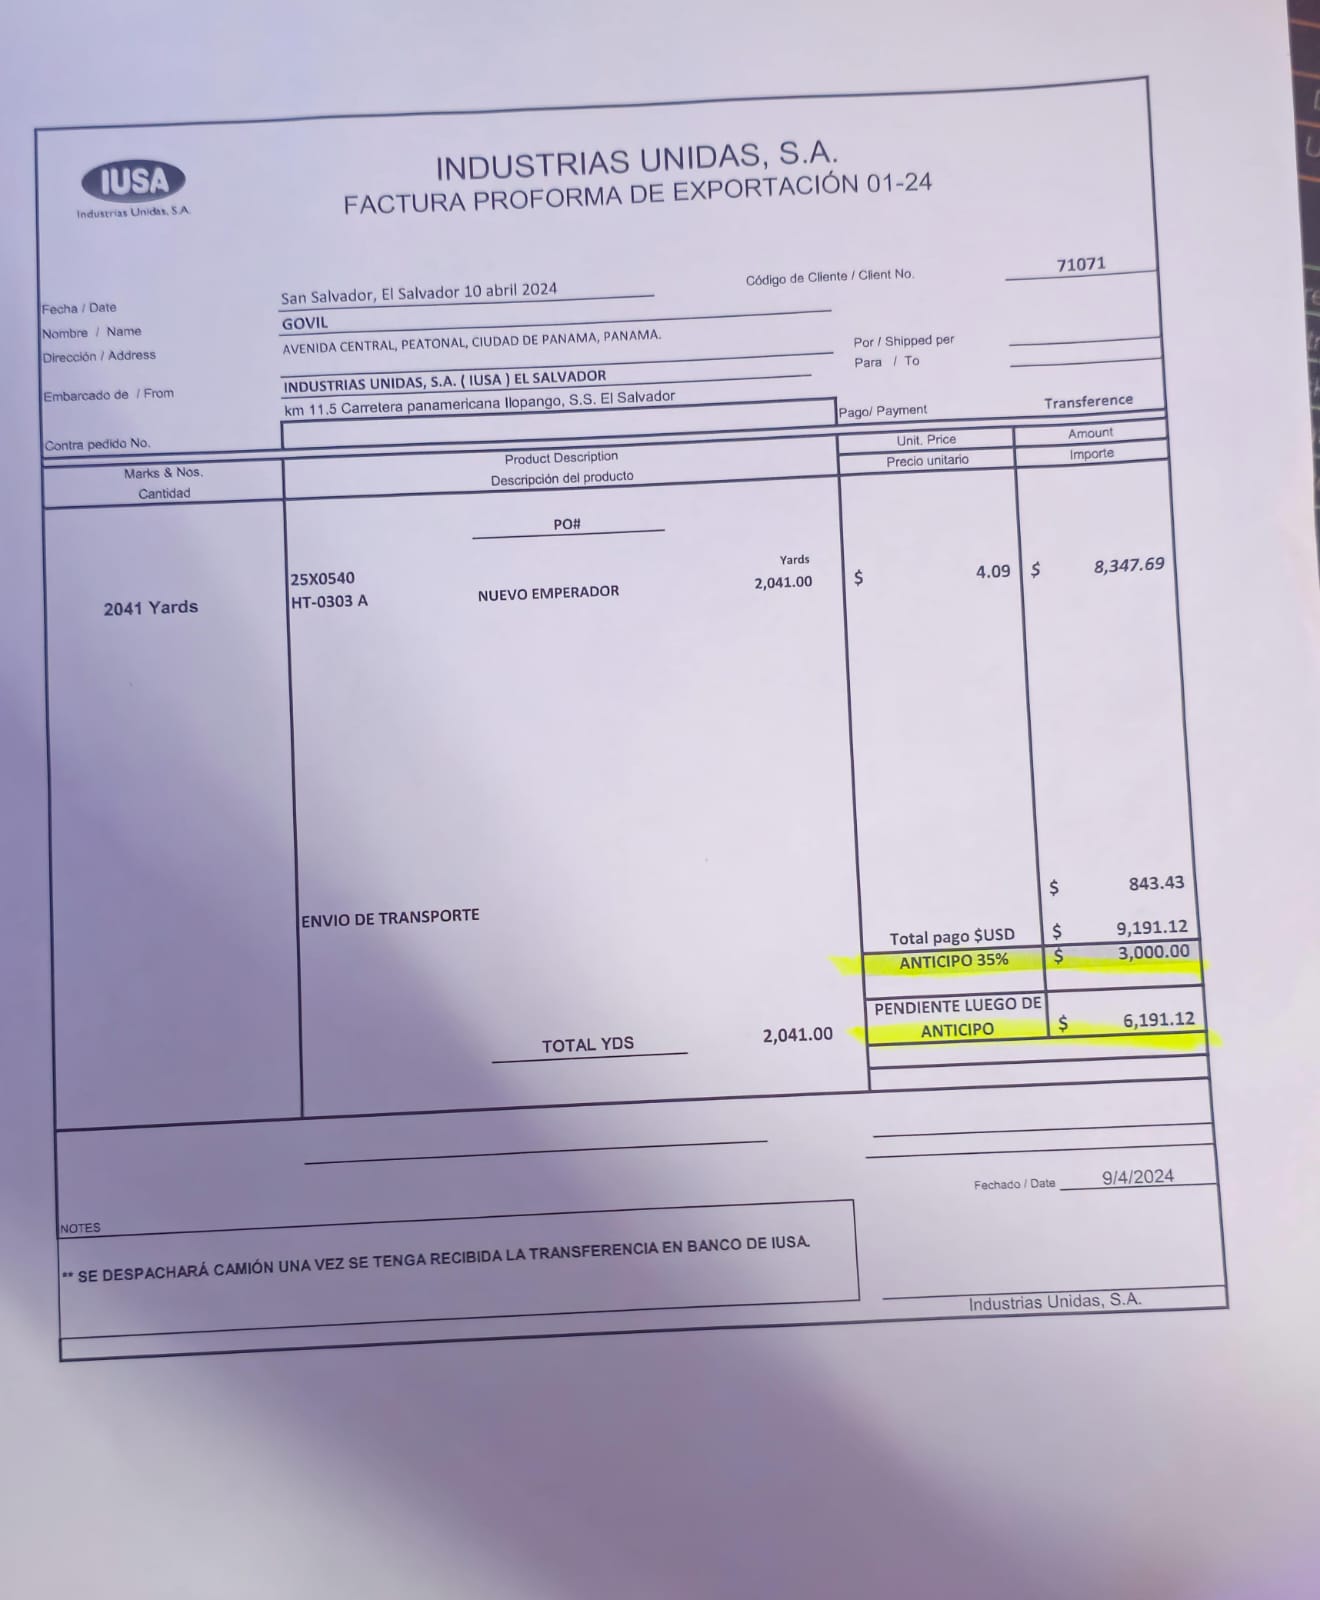 IUSA
Industrias Unidas, S.A.
INDUSTRIAS UNIDAS, S.A.
FACTURA PROFORMA DE EXPORTACIÓN 01-24
Código de Cliente / Client No. 71071
Fecha / Date San Salvador, El Salvador 10 abril 2024
Nombre / Name GOVIL
Dirección / Address AVENIDA CENTRAL, PEATONAL, CIUDAD DE PANAMA, PANAMA.
Por / Shipped per
Para / To
Embarcado de / From INDUSTRIAS UNIDAS, S.A. ( IUSA ) EL SALVADOR
km 11.5 Carretera panamericana Ilopango, S.S. El Salvador
Pago/ Payment Transference
Contra pedido No.
Marks & Nos. Product Description Unit. Price Amount
Cantidad Descripción del producto Precio unitario Importe
PO#
Yards
25X0540
2041 Yards HT-0303 A NUEVO EMPERADOR 2,041.00 $ 4.09 $ 8,347.69
ENVIO DE TRANSPORTE $ 843.43
Total pago $USD $ 9,191.12
ANTICIPO 35% $ 3,000.00
PENDIENTE LUEGO DE
ANTICIPO $ 6,191.12
TOTAL YDS 2,041.00
Fechado / Date 9/4/2024
NOTES
** SE DESPACHARÁ CAMIÓN UNA VEZ SE TENGA RECIBIDA LA TRANSFERENCIA EN BANCO DE IUSA.
Industrias Unidas, S.A.